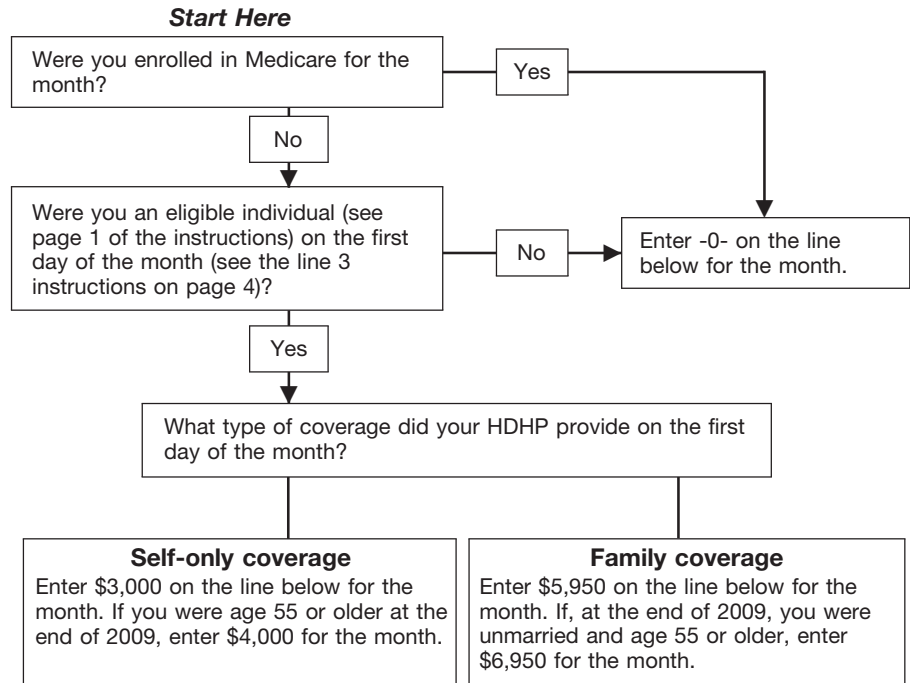 Start Here
Were you enrolled in Medicare for the
month?
Yes
No
Were you an eligible individual (see
page 1 of the instructions) on the first
day of the month (see the line 3
instructions on page 4)?
No
Enter -0- on the line
below for the month.
Yes
What type of coverage did your HDHP provide on the first
day of the month?
Self-only coverage
Enter $3,000 on the line below for the
month. If you were age 55 or older at the
end of 2009, enter $4,000 for the month.
Family coverage
Enter $5,950 on the line below for the
month. If, at the end of 2009, you were
unmarried and age 55 or older, enter
$6,950 for the month.